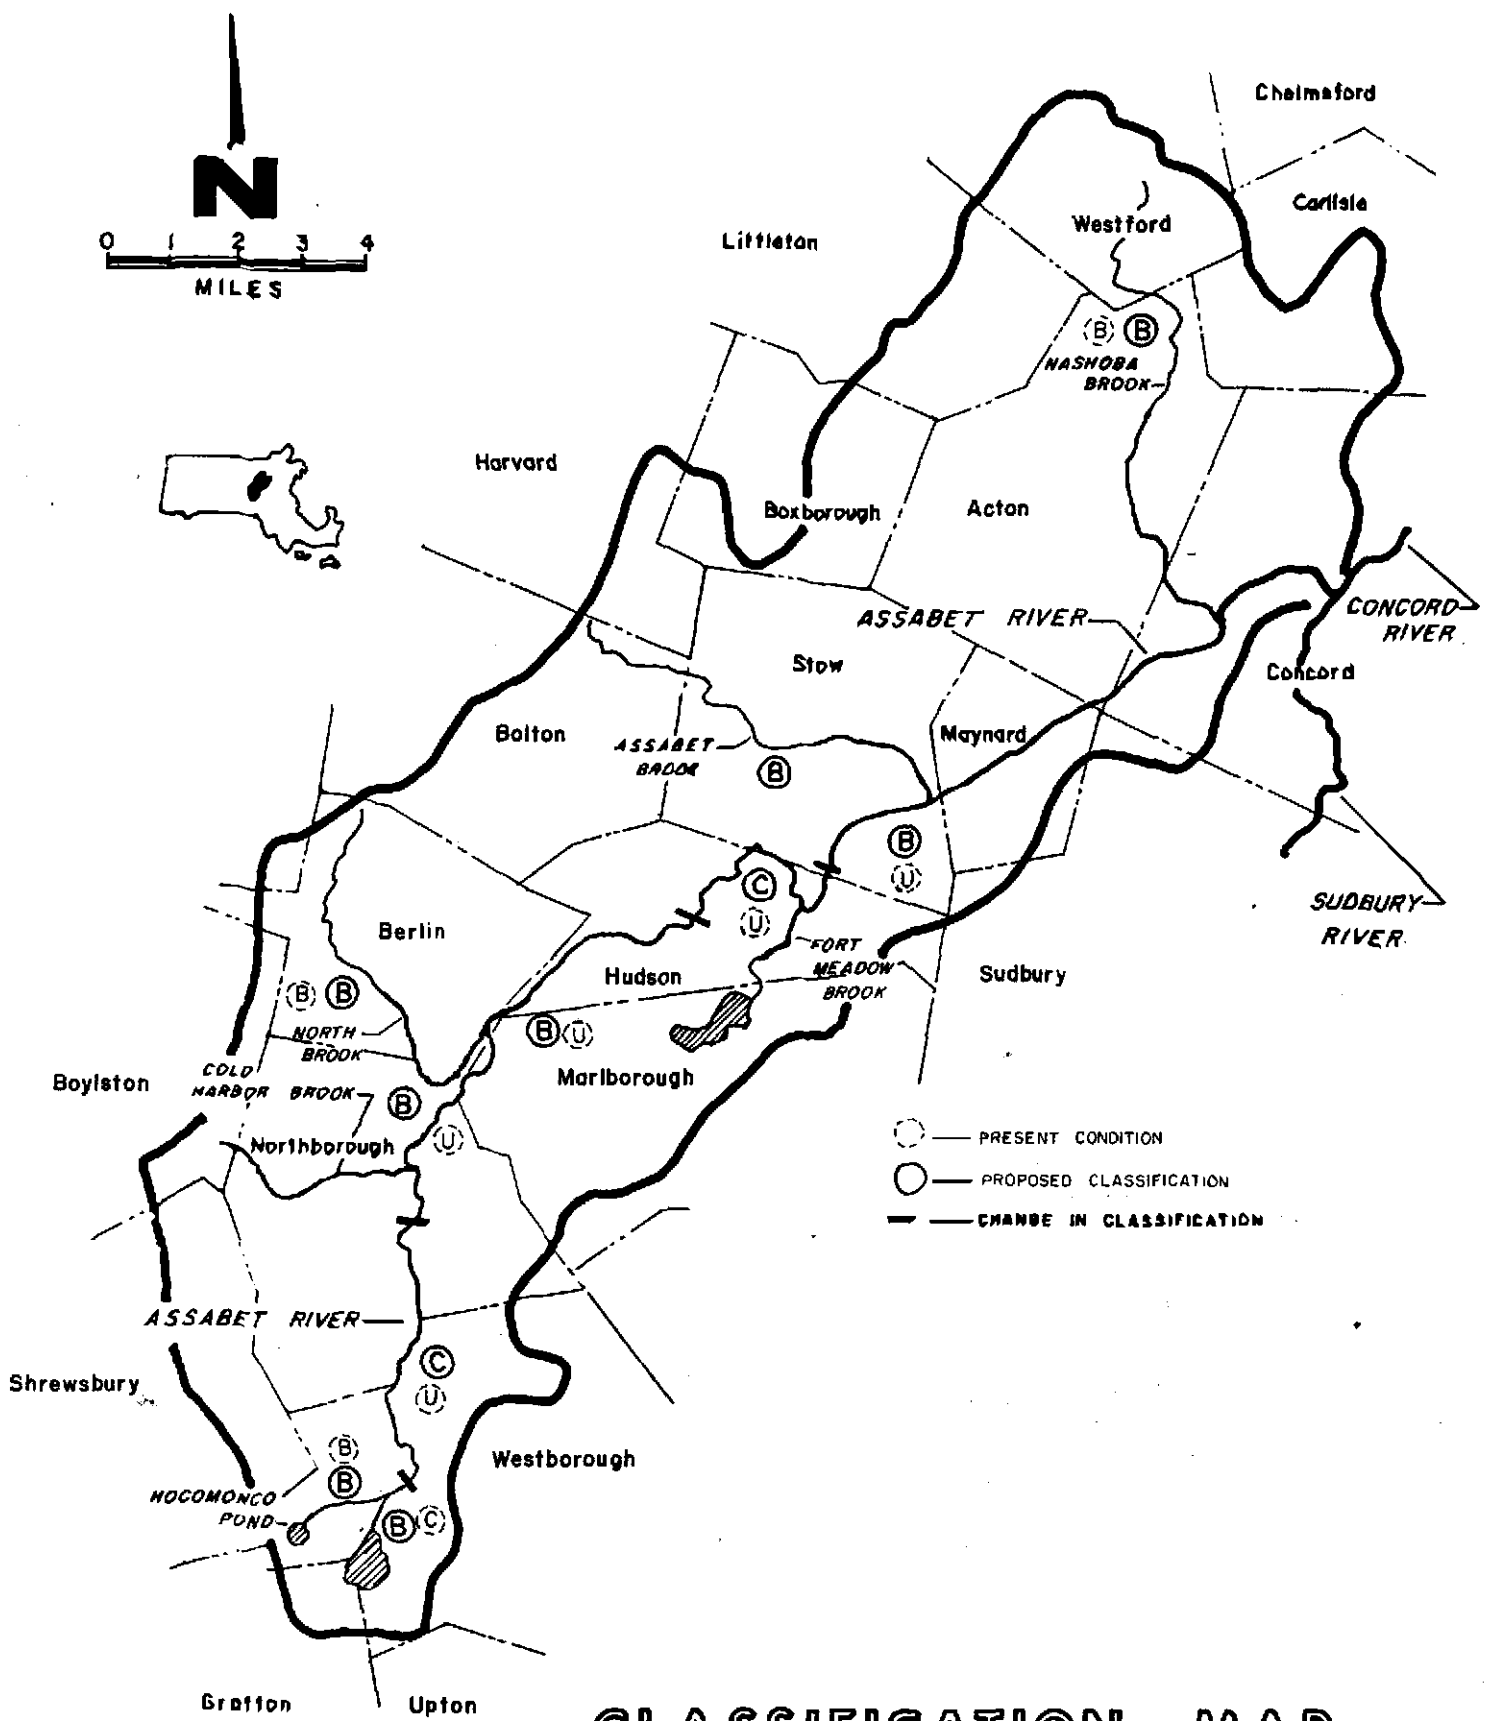 Chelmsford
Carlisle
Westford
N
Littleton
0 1 2 3 4
MILES
B B
NASHOBA
BROOK
Harvard
Boxborough
Acton
ASSABET RIVER
CONCORD
RIVER
Stow
Concord
Bolton
Maynard
ASSABET
BROOK
B
B
U
C
U
SUDBURY
RIVER
Berlin
FORT
MEADOW
BROOK
Hudson
Sudbury
B B
NORTH
BROOK
B U
Marlborough
COLD
HARBOR BROOK
Boylston
B
U
Northborough
PRESENT CONDITION
PROPOSED CLASSIFICATION
CHANGE IN CLASSIFICATION
ASSABET RIVER
C
U
Shrewsbury
B
B
Westborough
HOCOMONCO
POND
B C
Grafton
Upton
CLASSIFICATION MAP